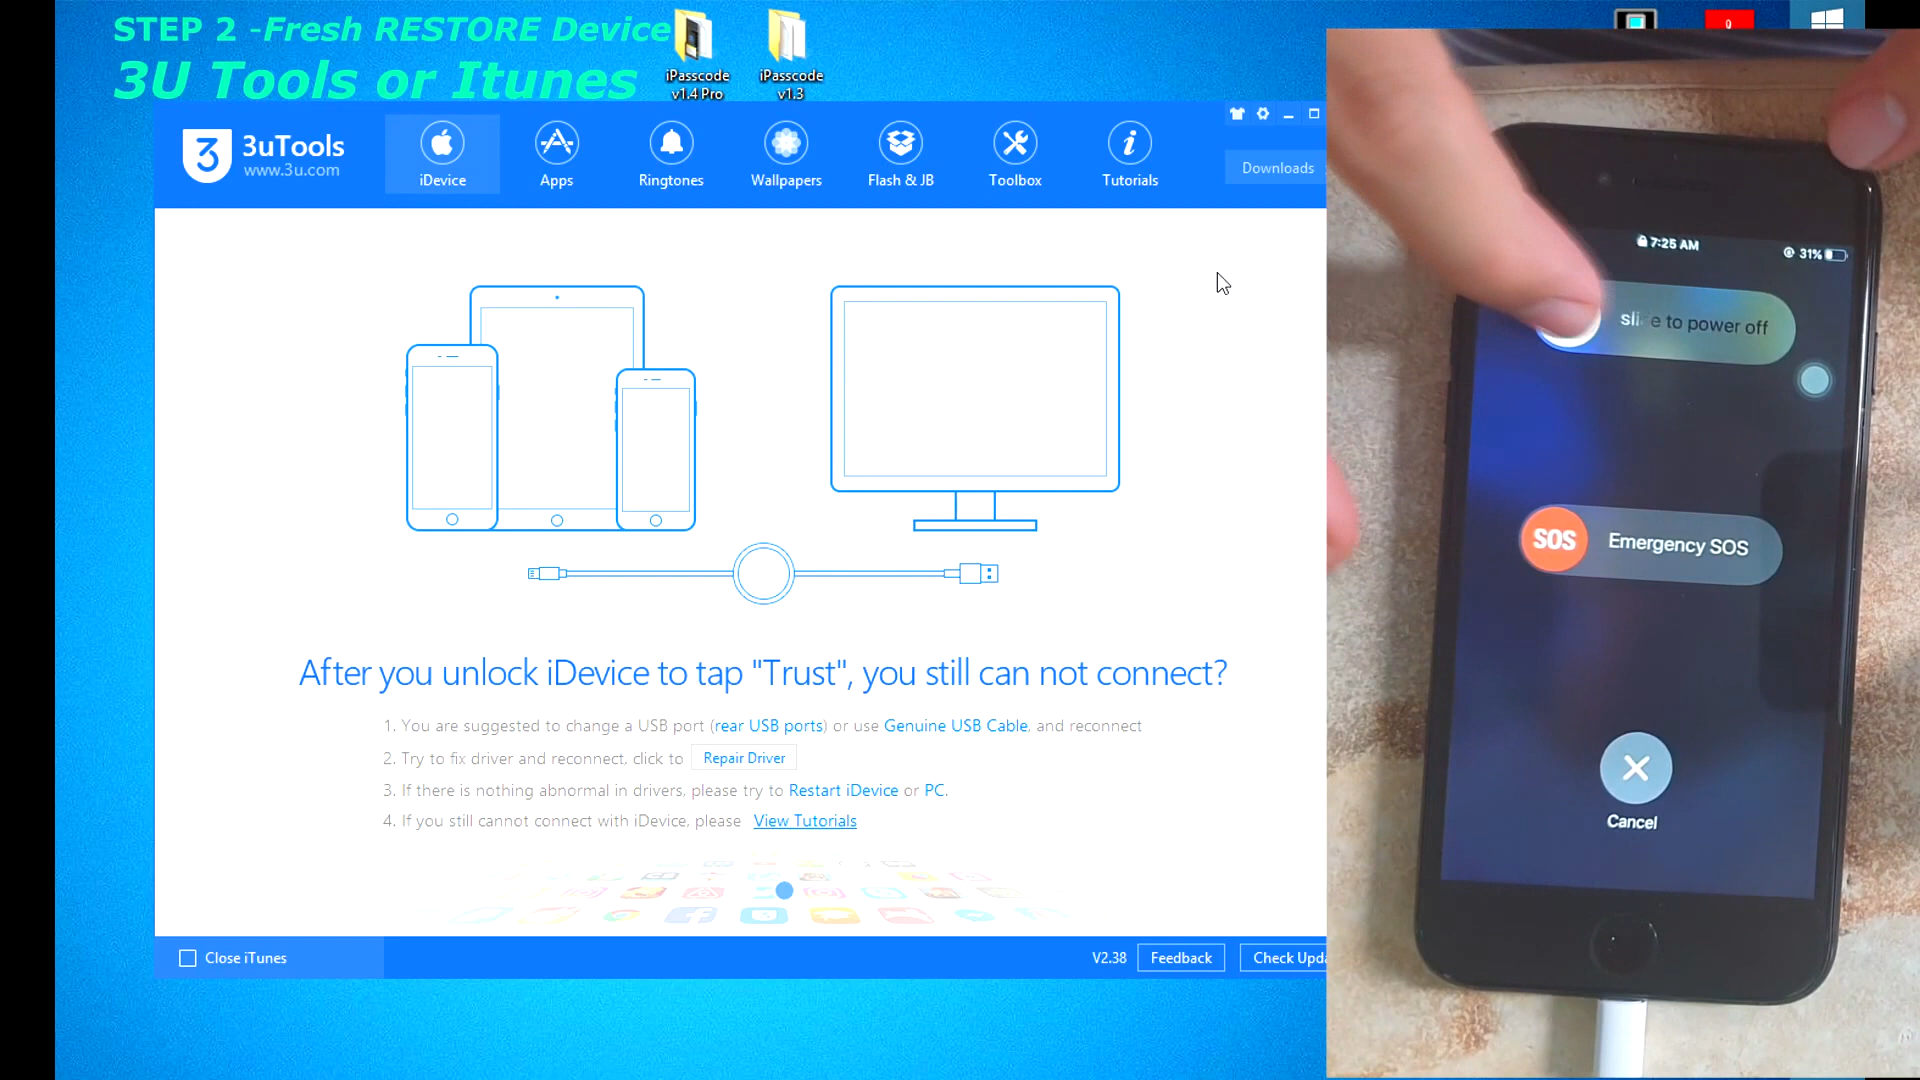 STEP 2 -Fresh RESTORE Device
3U Tools or Itunes
iPasscode
v1.4 Pro
iPasscode
v1.3
3uTools
www.3u.com
iDevice
Apps
Ringtones
Wallpapers
Flash & JB
Toolbox
Tutorials
Downloads
After you unlock iDevice to tap "Trust", you still can not connect?
1. You are suggested to change a USB port (rear USB ports) or use Genuine USB Cable, and reconnect
2. Try to fix driver and reconnect, click to Repair Driver
3. If there is nothing abnormal in drivers, please try to Restart iDevice or PC.
4. If you still cannot connect with iDevice, please View Tutorials
Close iTunes
V2.38
Feedback
Check Upda
7:25 AM
31%
slide to power off
SOS
Emergency SOS
Cancel